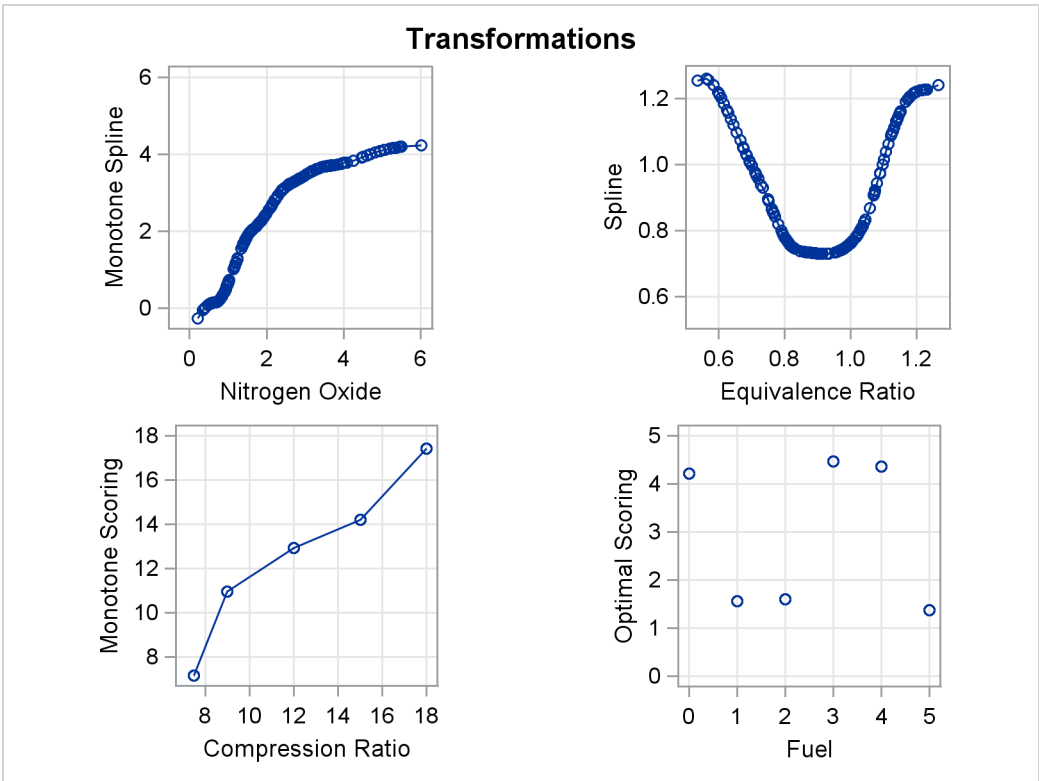 Transformations
Monotone Spline
6
4
2
0
0 2 4 6
Nitrogen Oxide
Spline
1.2
1.0
0.8
0.6
0.6 0.8 1.0 1.2
Equivalence Ratio
Monotone Scoring
18
16
14
12
10
8
8 10 12 14 16 18
Compression Ratio
Optimal Scoring
5
4
3
2
1
0
0 1 2 3 4 5
Fuel